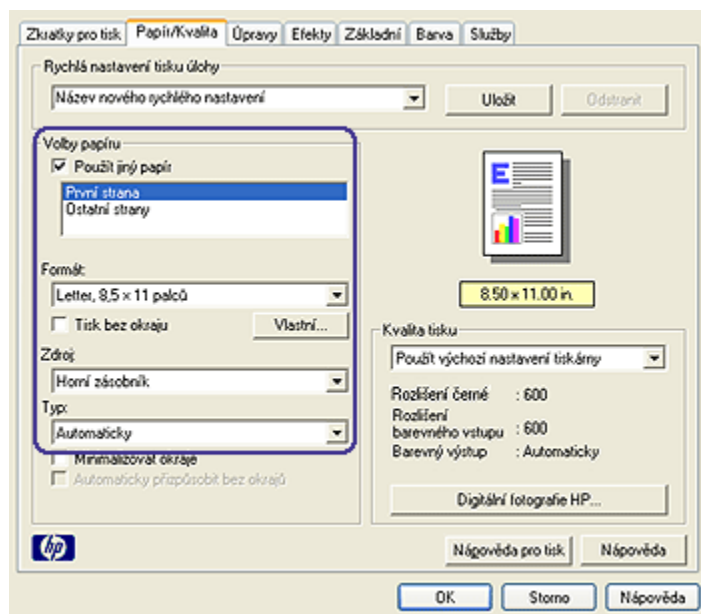 Zkratky pro tisk Papír/Kvalita Úpravy Efekty Základní Barva Služby
Rychlá nastavení tisku úlohy
Název nového rychlého nastavení Uložit Odstranit
Volby papíru
Použít jiný papír
První strana
Ostatní strany
E
Formát:
Letter, 8,5 × 11 palců
8.50 × 11.00 in.
Tisk bez okraju Vlastní...
Kvalita tisku
Zdroj:
Použít výchozí nastavení tiskárny
Horní zásobník
Rozlišení černé : 600
Typ:
Rozlišení
barevného vstupu : 600
Automaticky
Barevný výstup : Automaticky
Minimalizovat okraje
Automaticky přizpůsobit bez okrajů
Digitální fotografie HP...
hp
Nápověda pro tisk Nápověda
OK Storno Nápověda